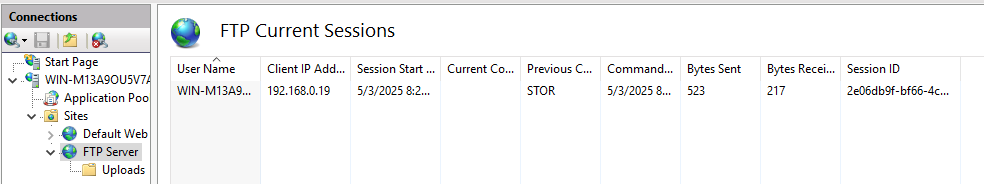 Connections
Start Page
WIN-M13A9OU5V7A
Application Poo
Sites
Default Web
FTP Server
Uploads
FTP Current Sessions
User Name Client IP Add... Session Start ... Current Co... Previous C... Command... Bytes Sent Bytes Recei... Session ID
WIN-M13A9... 192.168.0.19 5/3/2025 8:2... STOR 5/3/2025 8... 523 217 2e06db9f-bf66-4c...